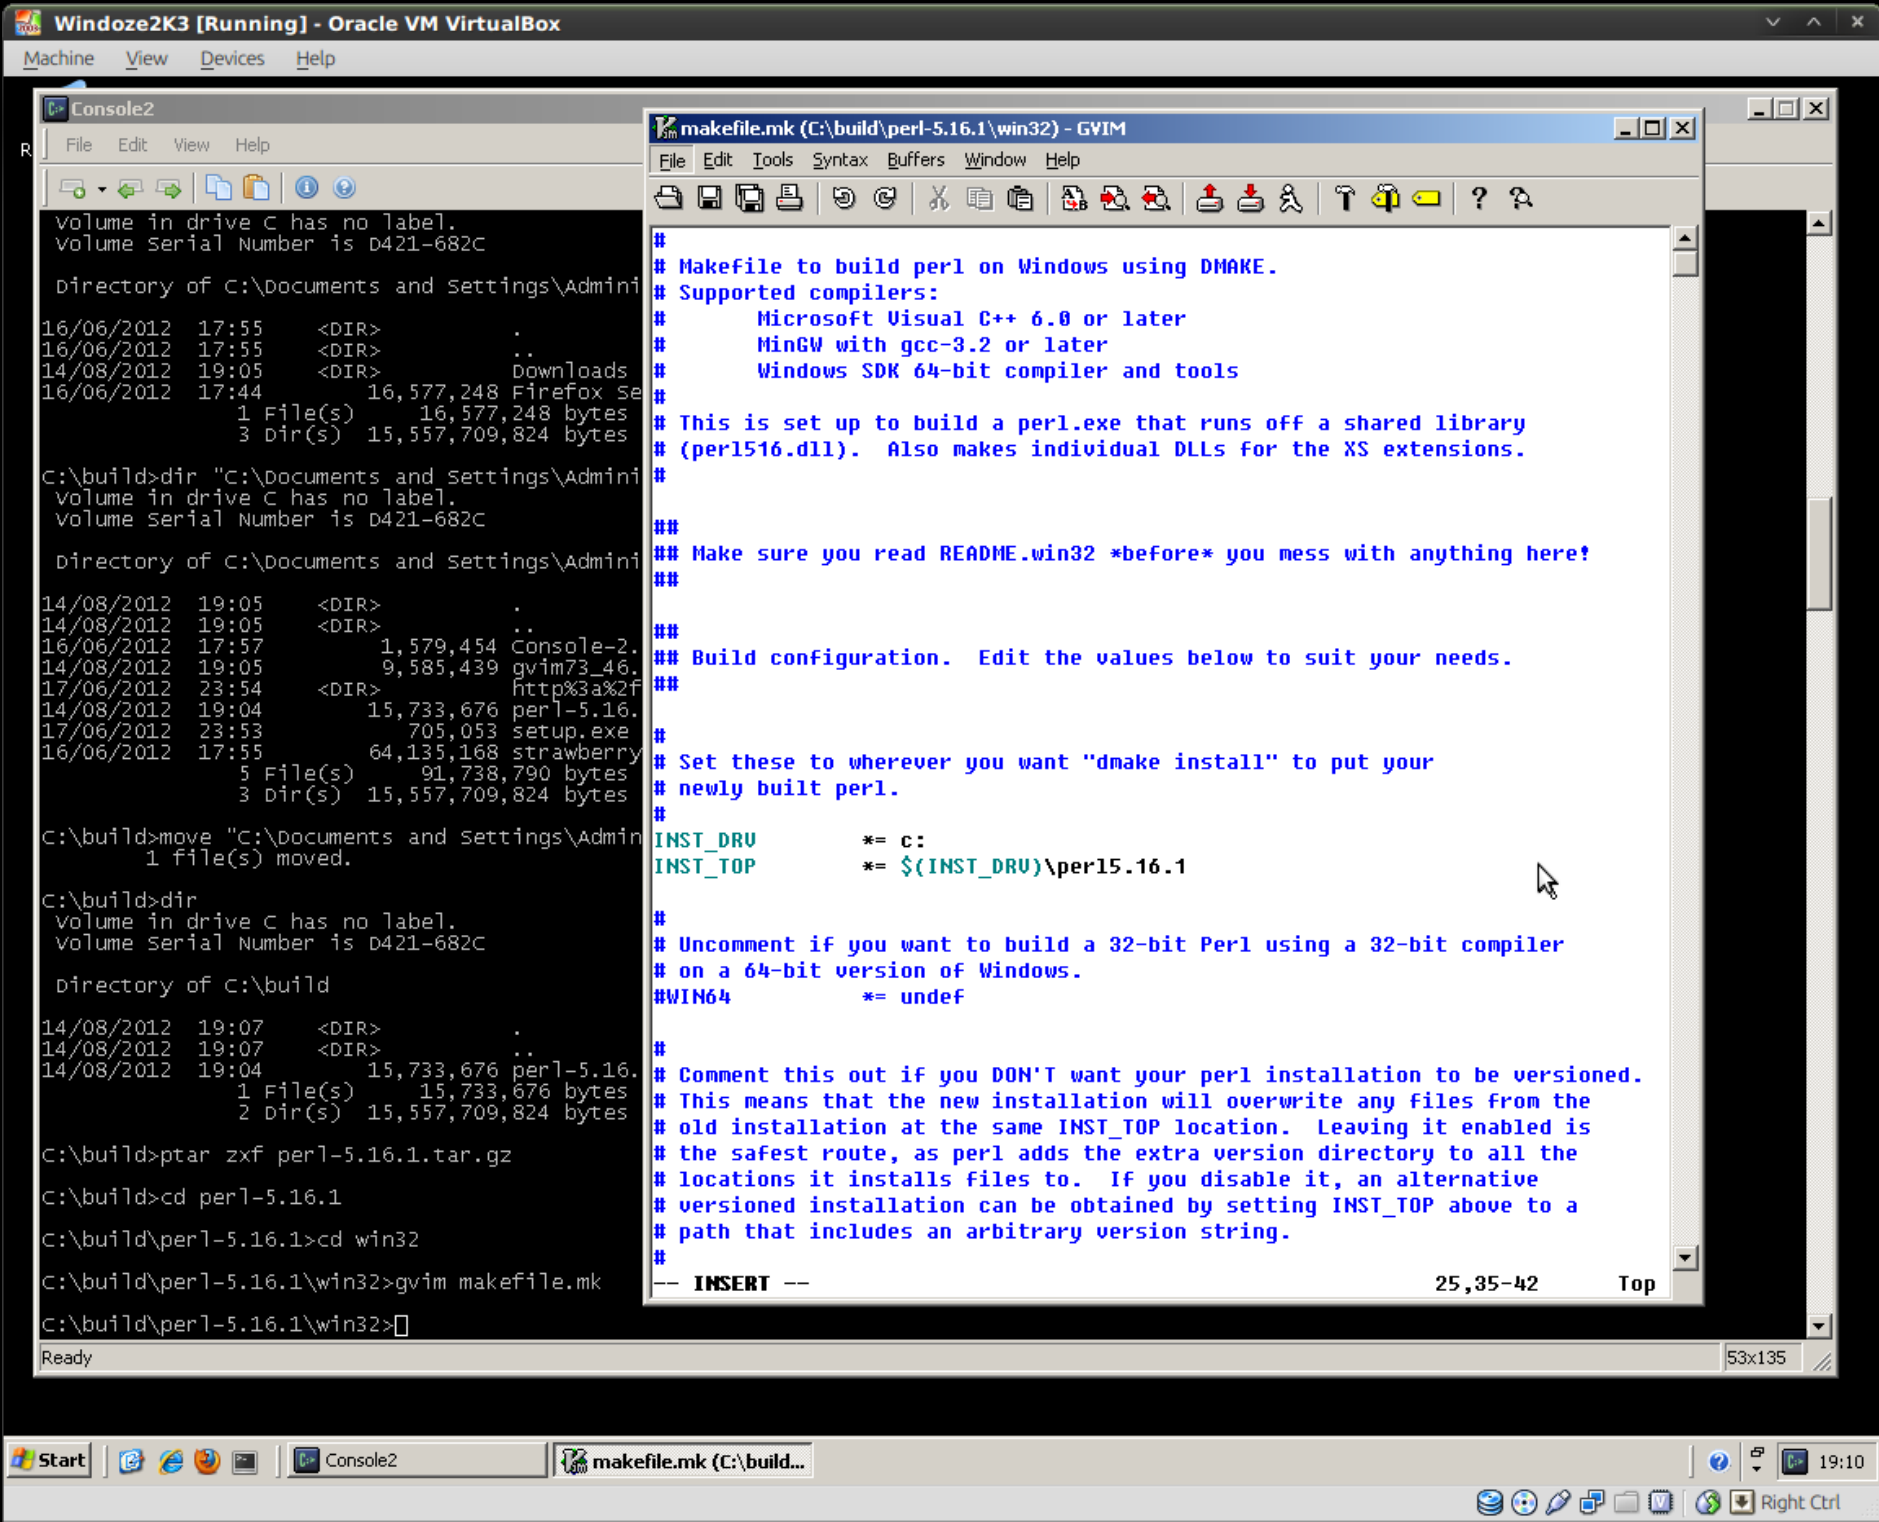 Windoze2K3 [Running] - Oracle VM VirtualBox
Machine View Devices Help
R
Console2
File Edit View Help
Volume in drive C has no label.
Volume Serial Number is D421-682C
Directory of C:\Documents and Settings\Admini
16/06/2012 17:55 <DIR> .
16/06/2012 17:55 <DIR> ..
14/08/2012 19:05 <DIR> Downloads
16/06/2012 17:44 16,577,248 Firefox Se
1 File(s) 16,577,248 bytes
3 Dir(s) 15,557,709,824 bytes
C:\build>dir "C:\Documents and Settings\Admini
Volume in drive C has no label.
Volume Serial Number is D421-682C
Directory of C:\Documents and Settings\Admini
14/08/2012 19:05 <DIR> .
14/08/2012 19:05 <DIR> ..
16/06/2012 17:57 1,579,454 Console-2.
14/08/2012 19:05 9,585,439 gvim73_46.
17/06/2012 23:54 <DIR> http%3a%2f
14/08/2012 19:04 15,733,676 perl-5.16.
17/06/2012 23:53 705,053 setup.exe
16/06/2012 17:55 64,135,168 strawberry
5 File(s) 91,738,790 bytes
3 Dir(s) 15,557,709,824 bytes
C:\build>move "C:\Documents and Settings\Admin
1 file(s) moved.
C:\build>dir
Volume in drive C has no label.
Volume Serial Number is D421-682C
Directory of C:\build
14/08/2012 19:07 <DIR> .
14/08/2012 19:07 <DIR> ..
14/08/2012 19:04 15,733,676 perl-5.16.
1 File(s) 15,733,676 bytes
2 Dir(s) 15,557,709,824 bytes
C:\build>ptar zxf perl-5.16.1.tar.gz
C:\build>cd perl-5.16.1
C:\build\perl-5.16.1>cd win32
C:\build\perl-5.16.1\win32>gvim makefile.mk
C:\build\perl-5.16.1\win32>
Ready
53x135
makefile.mk (C:\build\perl-5.16.1\win32) - GVIM
File Edit Tools Syntax Buffers Window Help
#
# Makefile to build perl on Windows using DMAKE.
# Supported compilers:
# Microsoft Visual C++ 6.0 or later
# MinGW with gcc-3.2 or later
# Windows SDK 64-bit compiler and tools
#
# This is set up to build a perl.exe that runs off a shared library
# (perl516.dll). Also makes individual DLLs for the XS extensions.
#
##
## Make sure you read README.win32 *before* you mess with anything here!
##
##
## Build configuration. Edit the values below to suit your needs.
##
#
# Set these to wherever you want "dmake install" to put your
# newly built perl.
#
INST_DRV *= c:
INST_TOP *= $(INST_DRV)\perl5.16.1
#
# Uncomment if you want to build a 32-bit Perl using a 32-bit compiler
# on a 64-bit version of Windows.
#WIN64 *= undef
#
# Comment this out if you DON'T want your perl installation to be versioned.
# This means that the new installation will overwrite any files from the
# old installation at the same INST_TOP location. Leaving it enabled is
# the safest route, as perl adds the extra version directory to all the
# locations it installs files to. If you disable it, an alternative
# versioned installation can be obtained by setting INST_TOP above to a
# path that includes an arbitrary version string.
#
-- INSERT -- 25,35-42 Top
Start Console2 makefile.mk (C:\build... 19:10
Right Ctrl